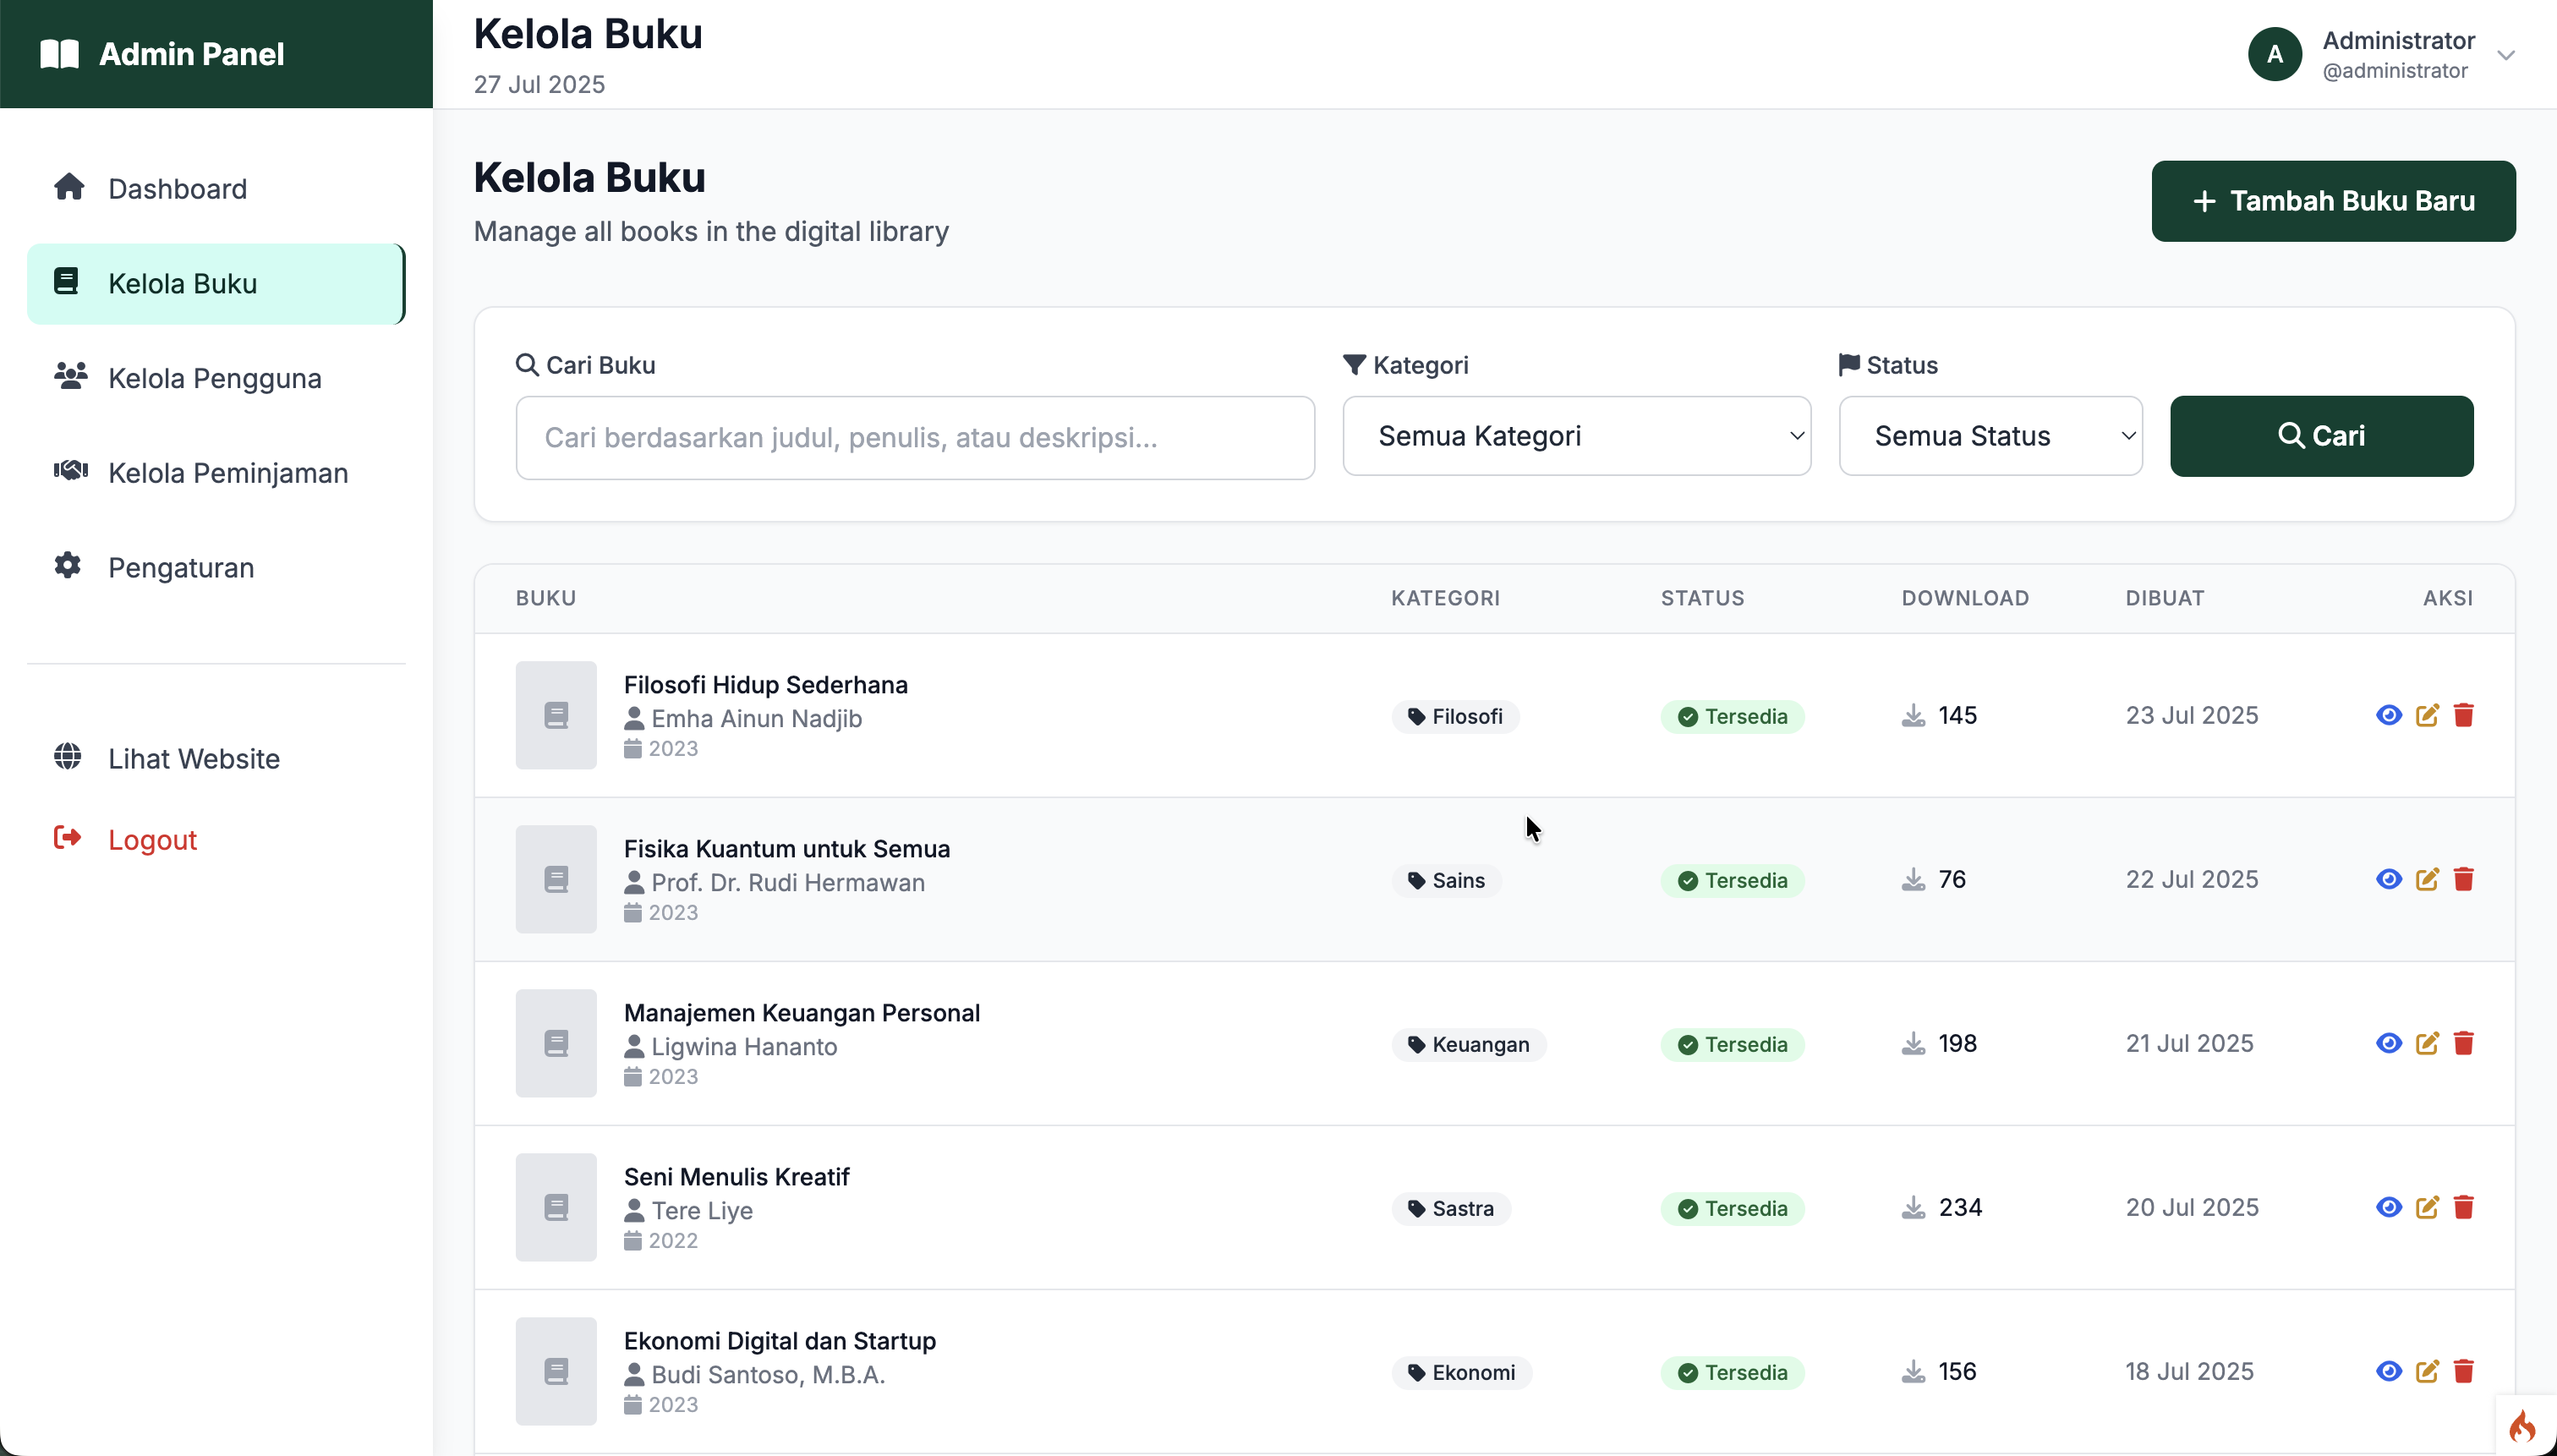 Admin Panel
Kelola Buku
27 Jul 2025
A
Administrator
@administrator
Dashboard
Kelola Buku
Kelola Pengguna
Kelola Peminjaman
Pengaturan
Lihat Website
Logout
Kelola Buku
Manage all books in the digital library
+ Tambah Buku Baru
Cari Buku
Kategori
Status
Cari berdasarkan judul, penulis, atau deskripsi...
Semua Kategori
Semua Status
Cari
BUKU KATEGORI STATUS DOWNLOAD DIBUAT AKSI
Filosofi Hidup Sederhana
Emha Ainun Nadjib
2023
Filosofi
Tersedia
145
23 Jul 2025
Fisika Kuantum untuk Semua
Prof. Dr. Rudi Hermawan
2023
Sains
Tersedia
76
22 Jul 2025
Manajemen Keuangan Personal
Ligwina Hananto
2023
Keuangan
Tersedia
198
21 Jul 2025
Seni Menulis Kreatif
Tere Liye
2022
Sastra
Tersedia
234
20 Jul 2025
Ekonomi Digital dan Startup
Budi Santoso, M.B.A.
2023
Ekonomi
Tersedia
156
18 Jul 2025